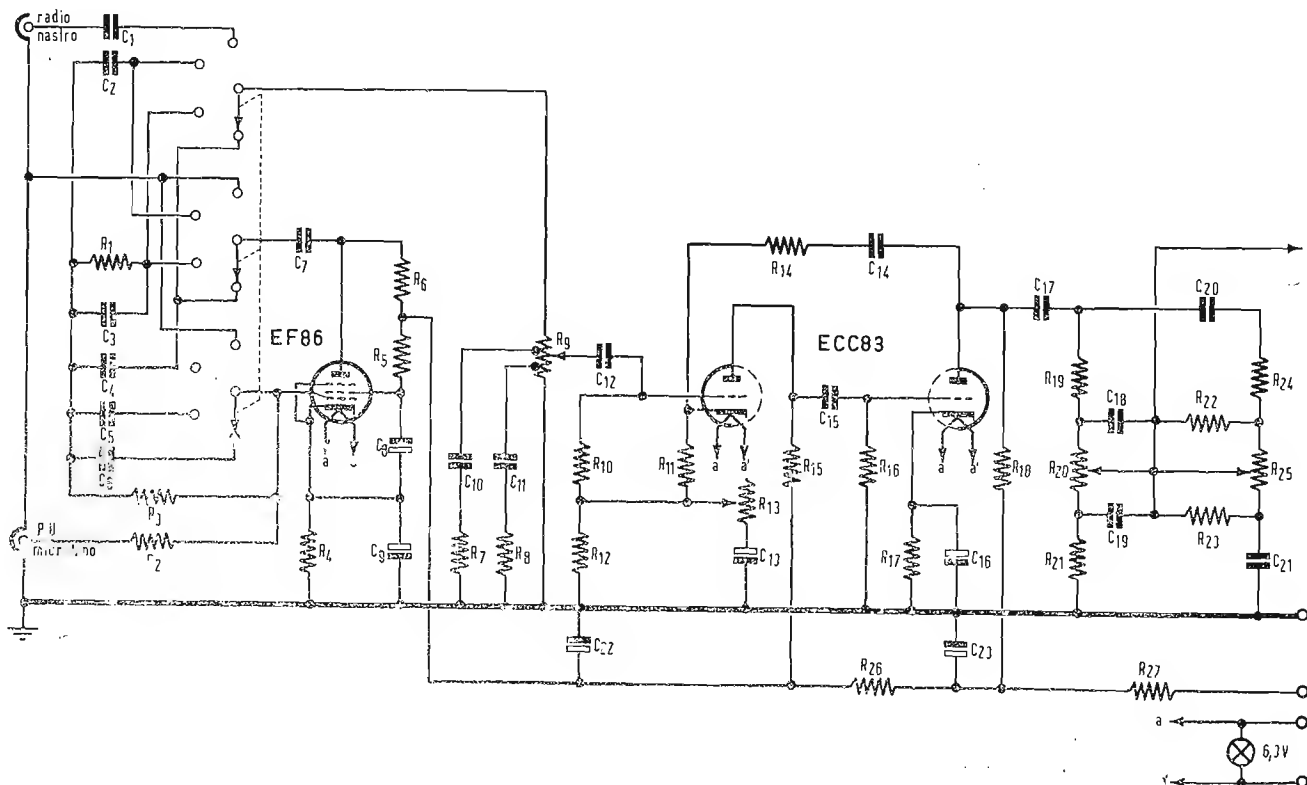 radio
nastro
C1
C2
R1
C3
C4
C5
R3
PU
R4
C7
EF86
R6
R5
C8
C9
C10
R7
C11
R8
R9
C12
R10
R12
C22
R11
R13
C13
R14
C14
ECC83
C15
R15
R16
R17
C16
R18
C23
R26
R27
C17
R19
R20
R21
C18
C19
R22
R23
C20
R24
R25
C21
a
a
a'
a
a'
a
6,3V